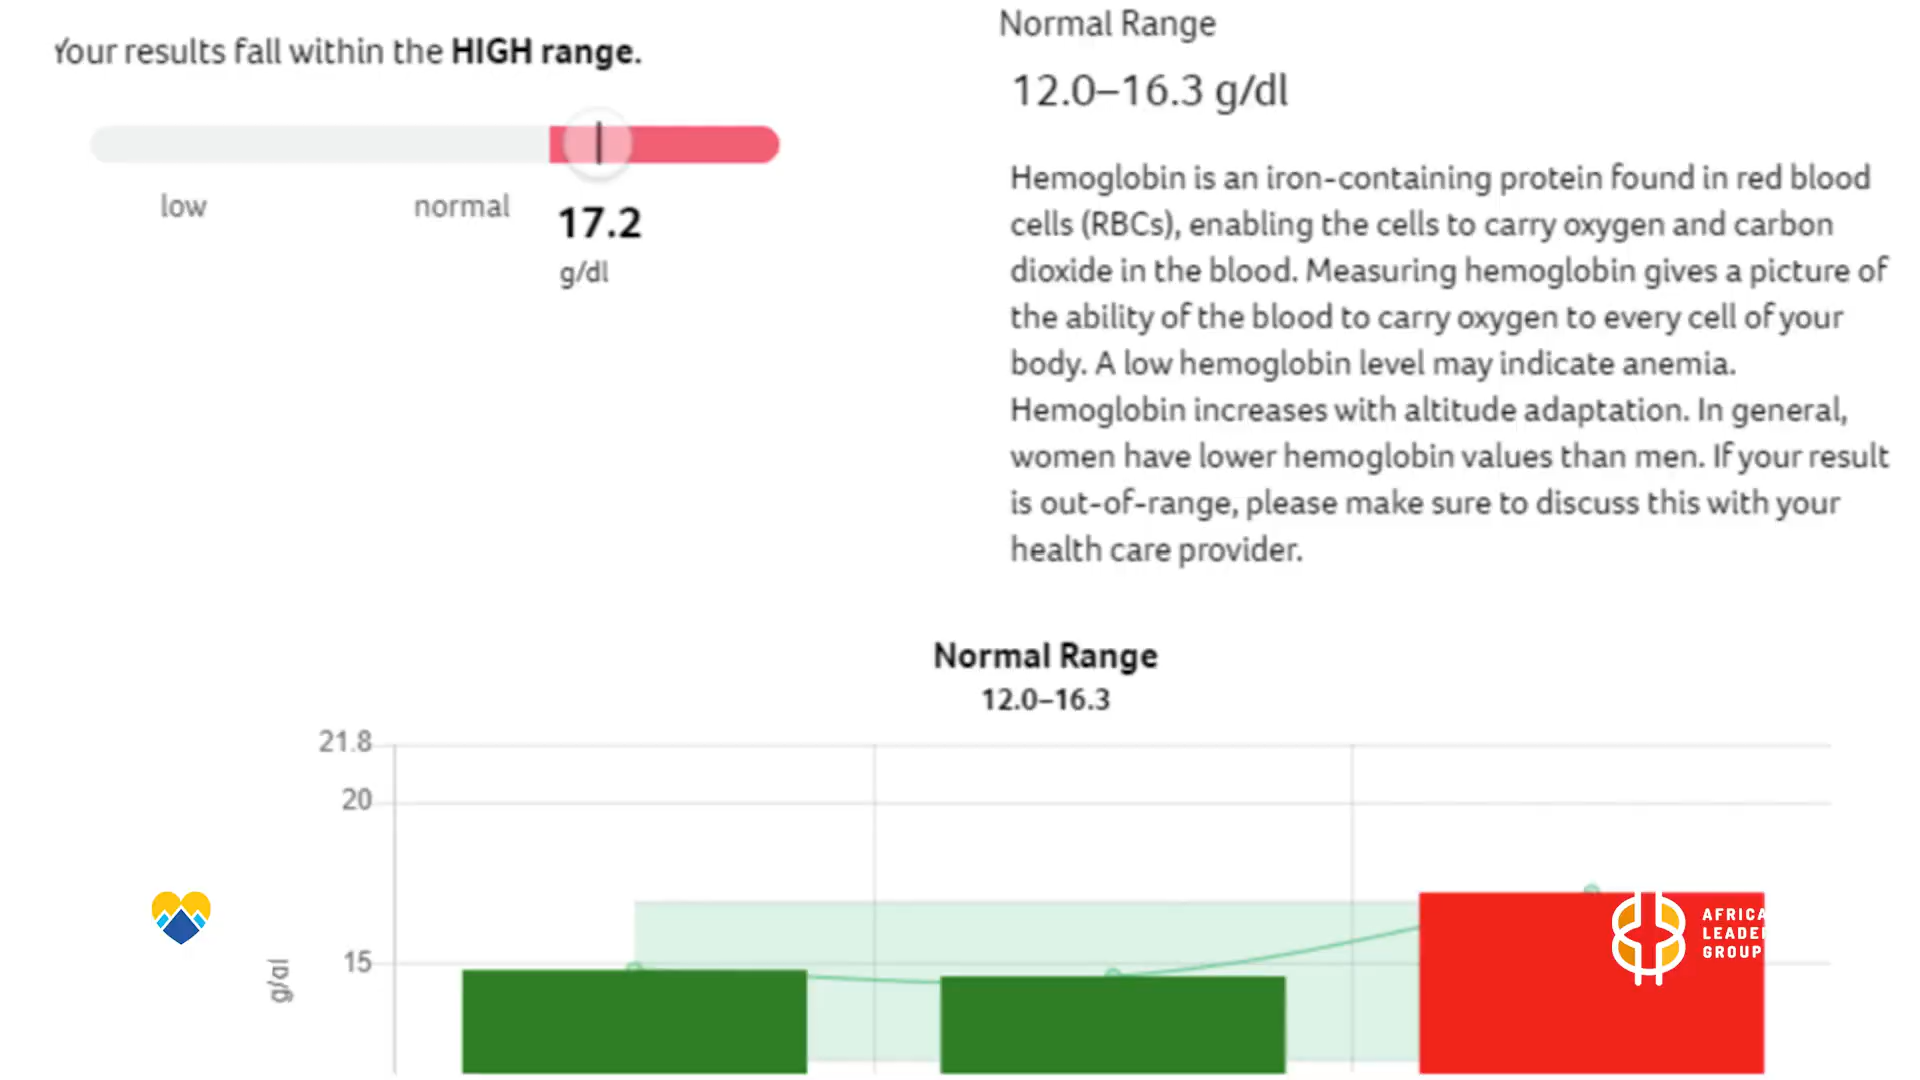 Your results fall within the HIGH range.
low
normal
17.2
g/dl
Normal Range
12.0–16.3 g/dl
Hemoglobin is an iron-containing protein found in red blood
cells (RBCs), enabling the cells to carry oxygen and carbon
dioxide in the blood. Measuring hemoglobin gives a picture of
the ability of the blood to carry oxygen to every cell of your
body. A low hemoglobin level may indicate anemia.
Hemoglobin increases with altitude adaptation. In general,
women have lower hemoglobin values than men. If your result
is out-of-range, please make sure to discuss this with your
health care provider.
Normal Range
12.0–16.3
21.8
20
15
g/dl
AFRICA
LEADE
GROUP